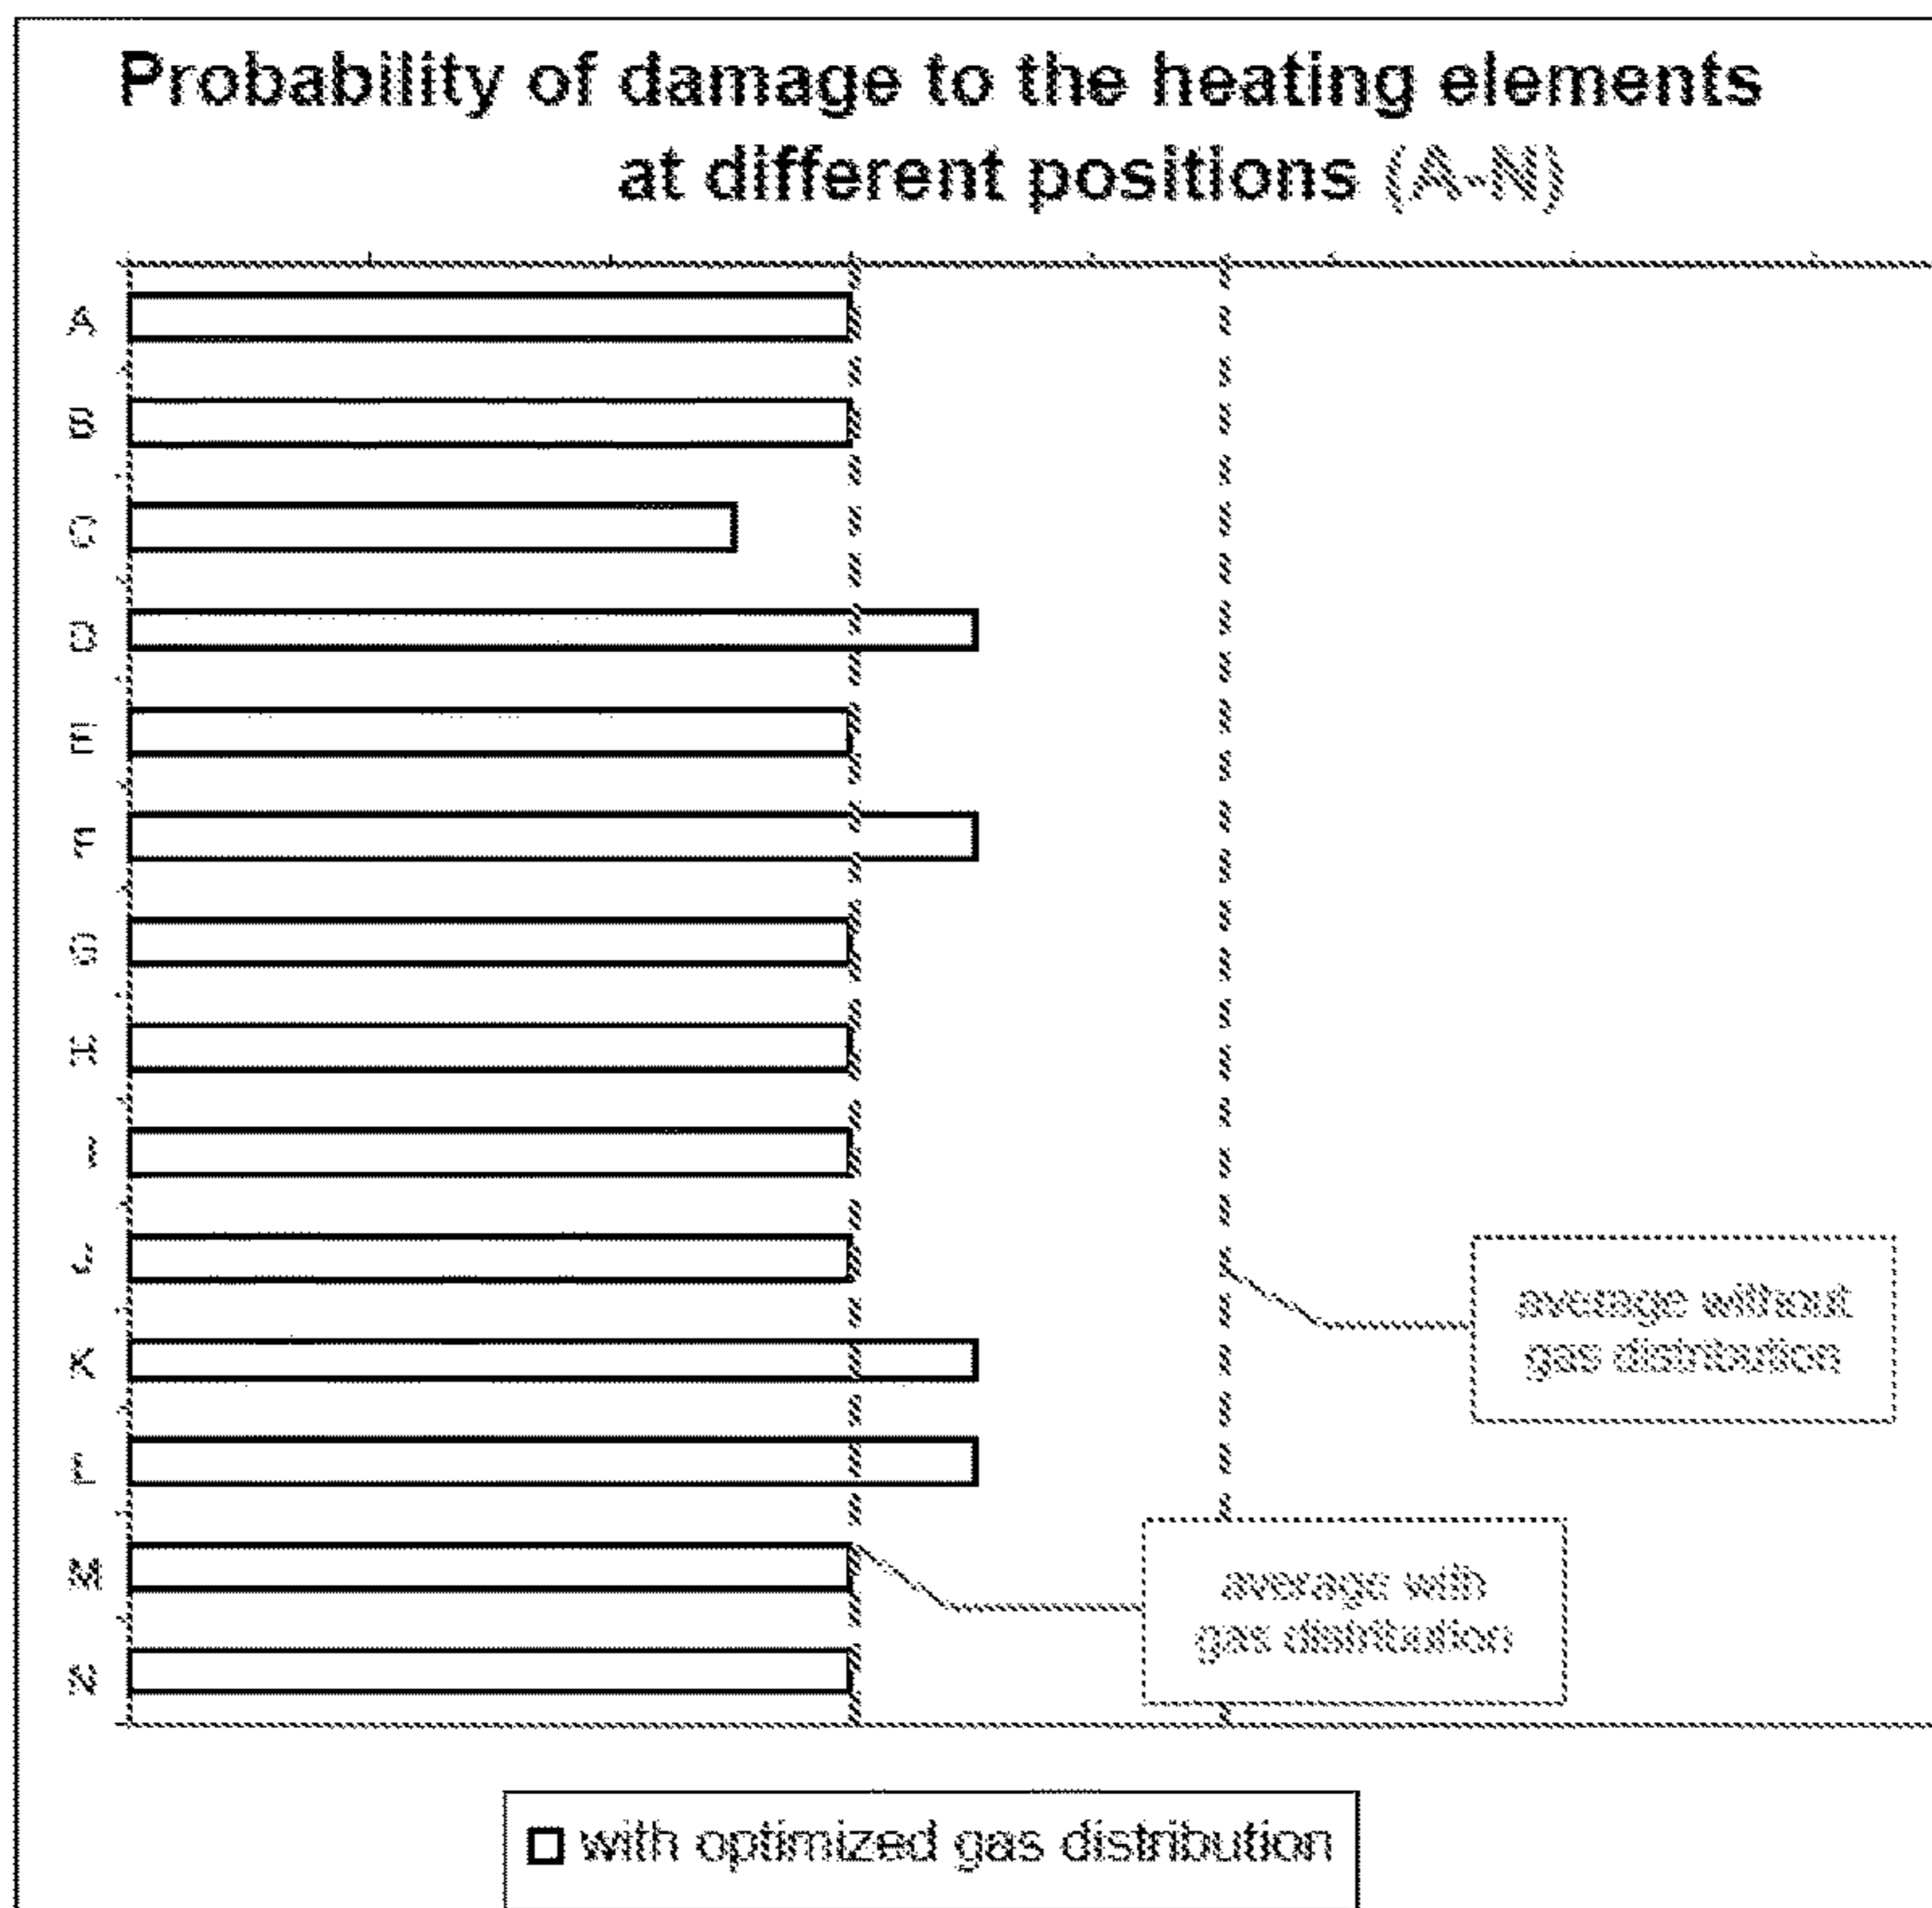 Probability of damage to the heating elements
at different positions (A-N)
A
B
C
D
E
F
G
H
I
J
K
L
M
N
average without
gas distribution
average with
gas distribution
with optimized gas distribution